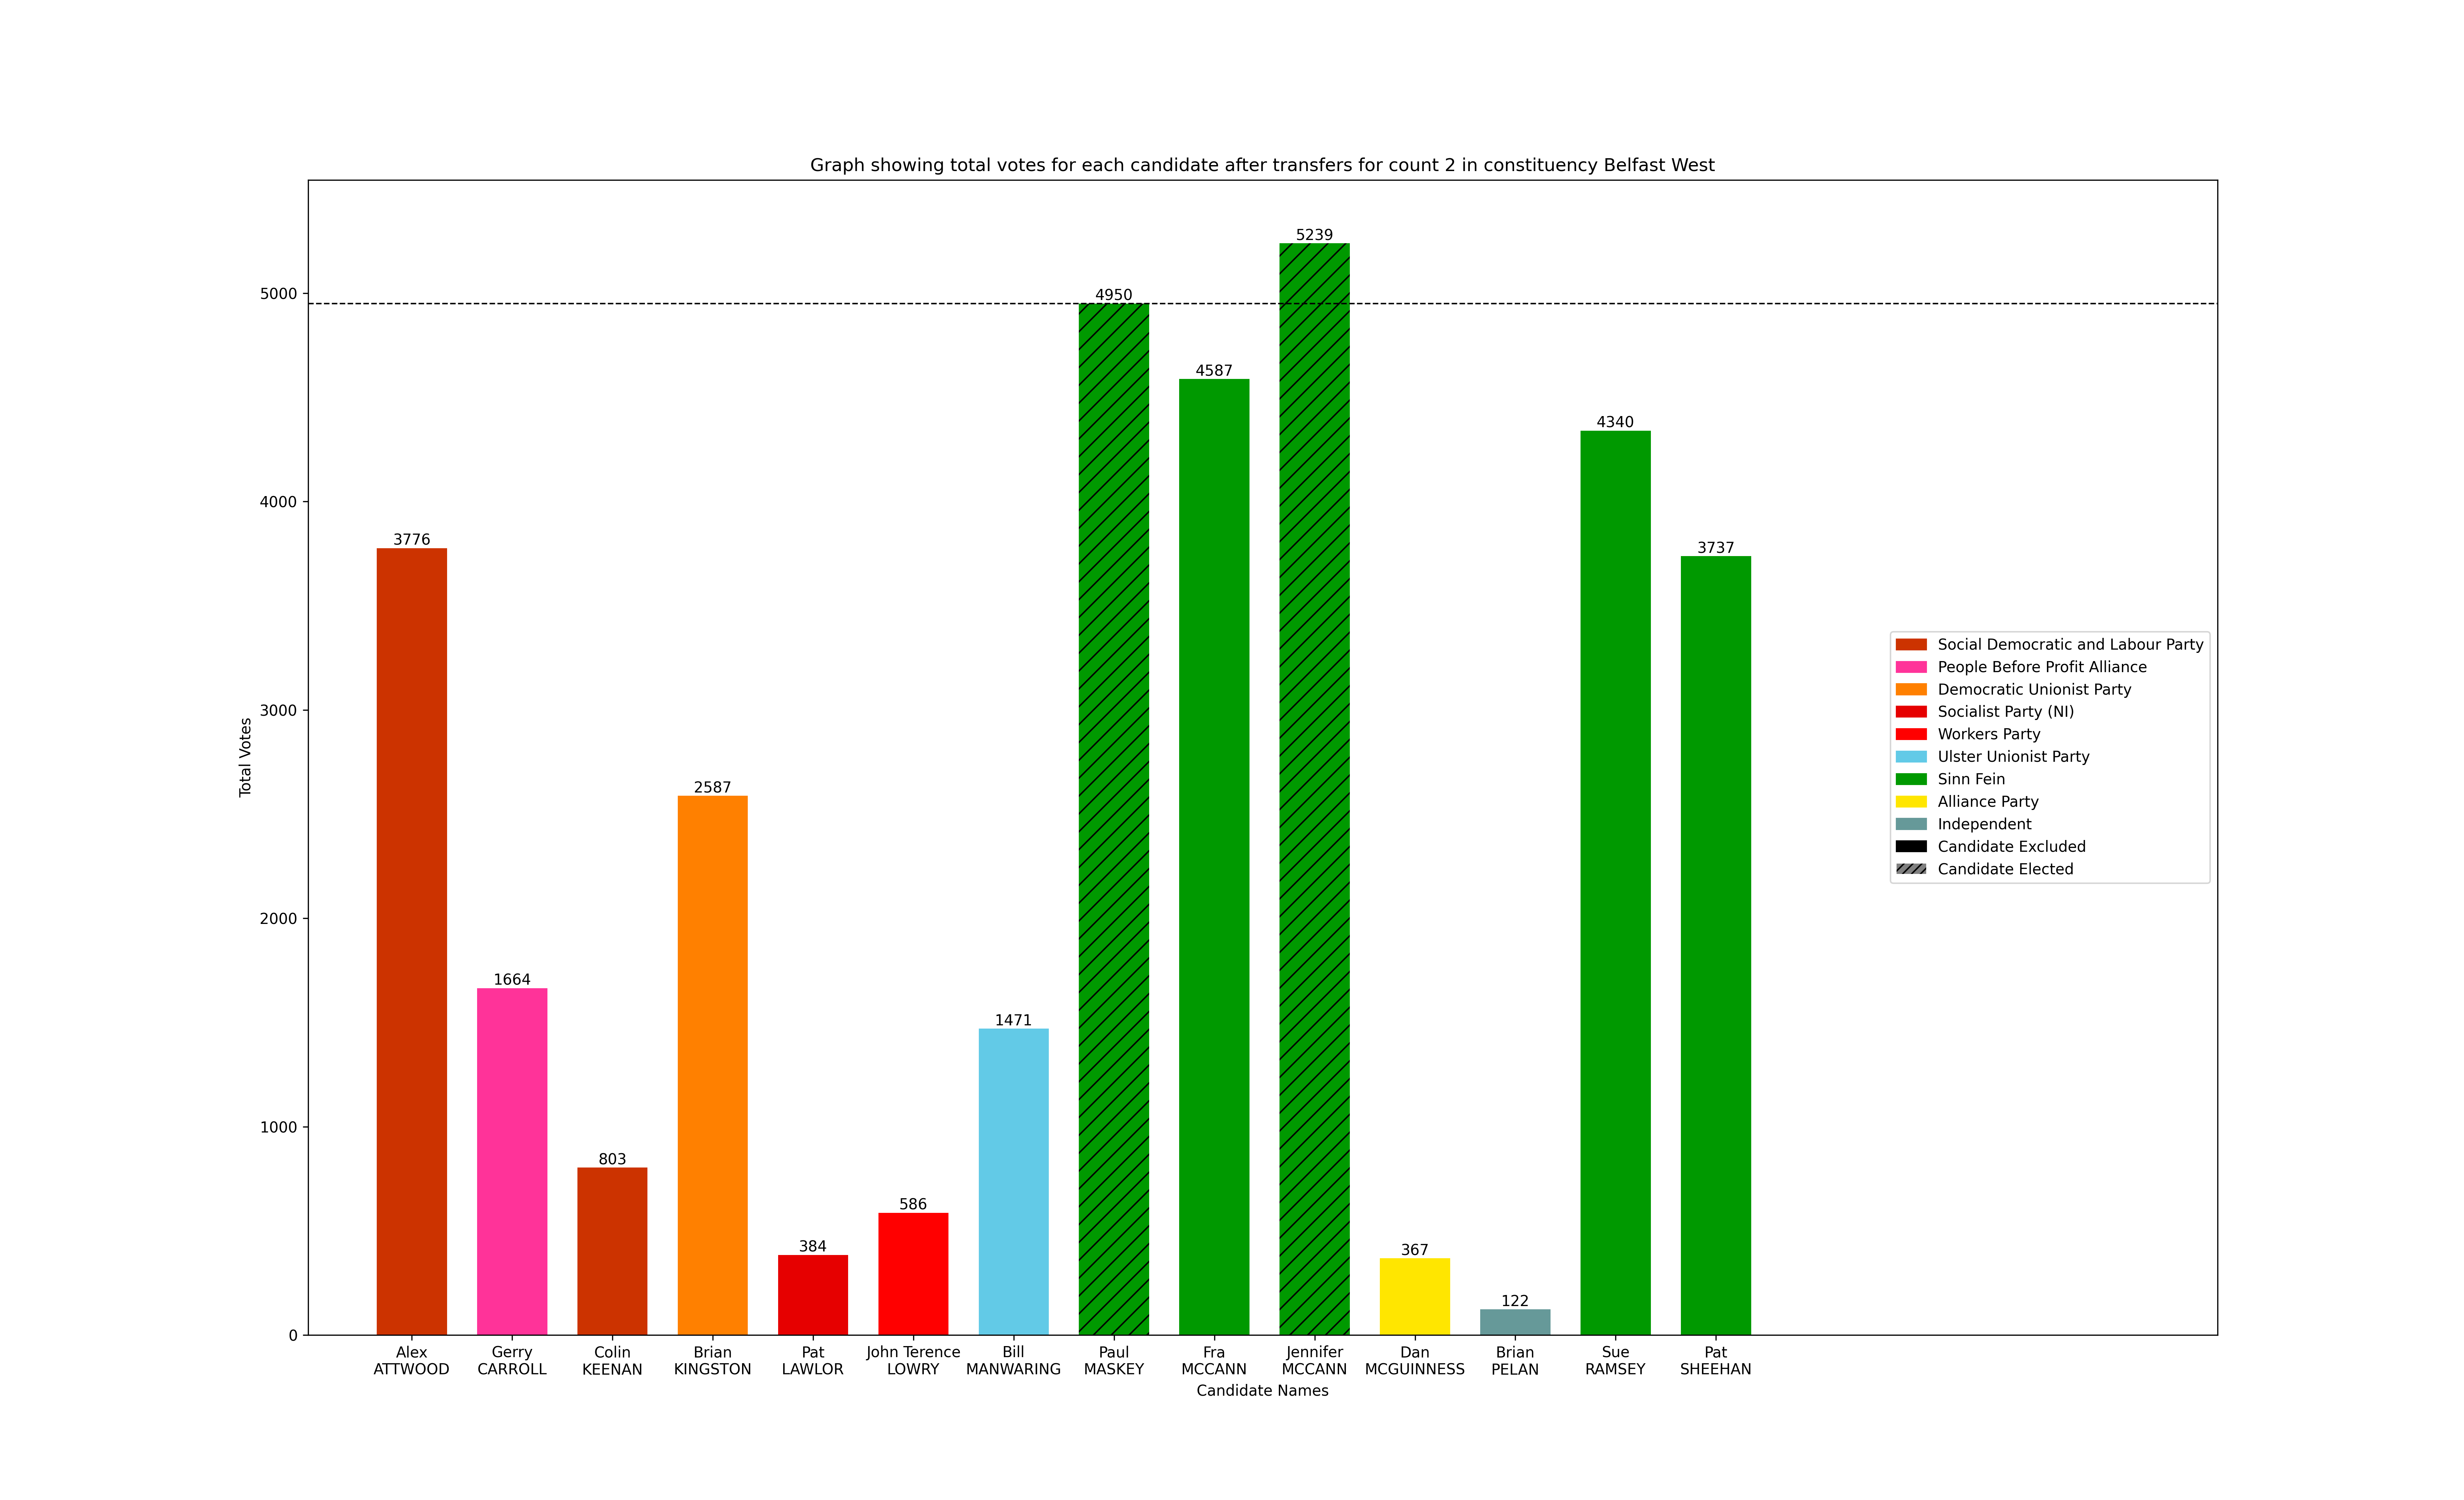 Graph showing total votes for each candidate after transfers for count 2 in constituency Belfast West
Total Votes
5000
4000
3000
2000
1000
0
3776
1664
803
2587
384
586
1471
4950
4587
5239
367
122
4340
3737
Alex
ATTWOOD
Gerry
CARROLL
Colin
KEENAN
Brian
KINGSTON
Pat
LAWLOR
John Terence
LOWRY
Bill
MANWARING
Paul
MASKEY
Fra
MCCANN
Jennifer
MCCANN
Dan
MCGUINNESS
Brian
PELAN
Sue
RAMSEY
Pat
SHEEHAN
Candidate Names
Social Democratic and Labour Party
People Before Profit Alliance
Democratic Unionist Party
Socialist Party (NI)
Workers Party
Ulster Unionist Party
Sinn Fein
Alliance Party
Independent
Candidate Excluded
Candidate Elected